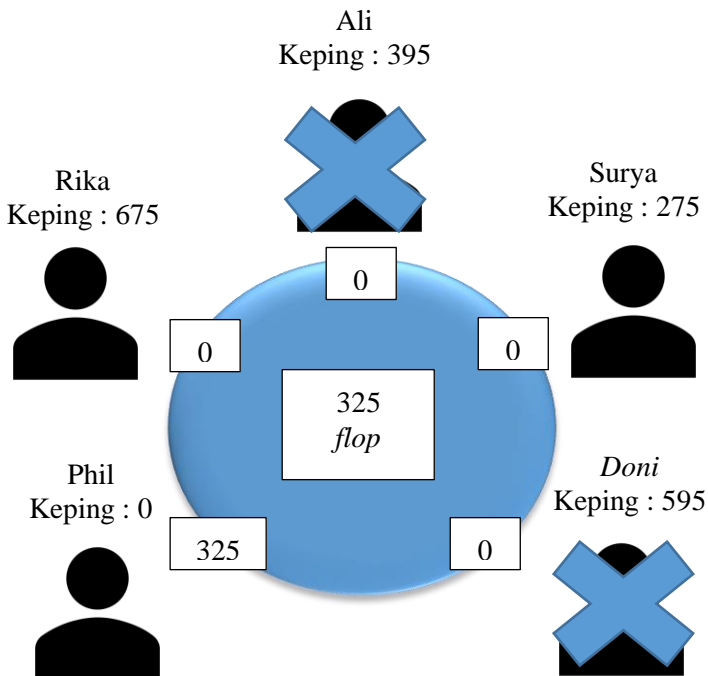 Ali
Keping : 395
Rika
Keping : 675
Surya
Keping : 275
0
0
0
325
flop
Phil
Keping : 0
Doni
Keping : 595
325
0